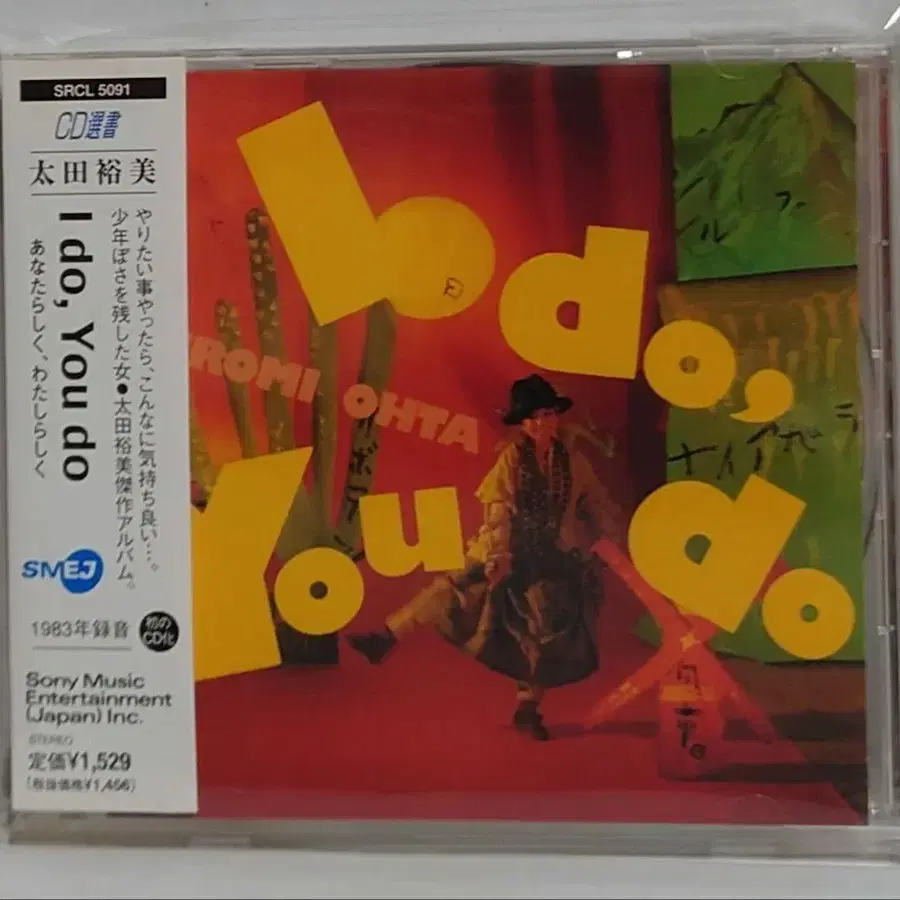 SRCL 5091
CD選書
太田裕美
I do, You do
あなたらしく、わたしらしく
やりたい事やったら、こんなに気持ち良い…。
少年ぽさを残した女●太田裕美傑作アルバム。
SMEJ
1983年録音
初の
CD化
Sony Music
Entertainment
(Japan) Inc.
STEREO
定価¥1,529
(税抜価格¥1,456)
I do,
ROMI OHTA
You do